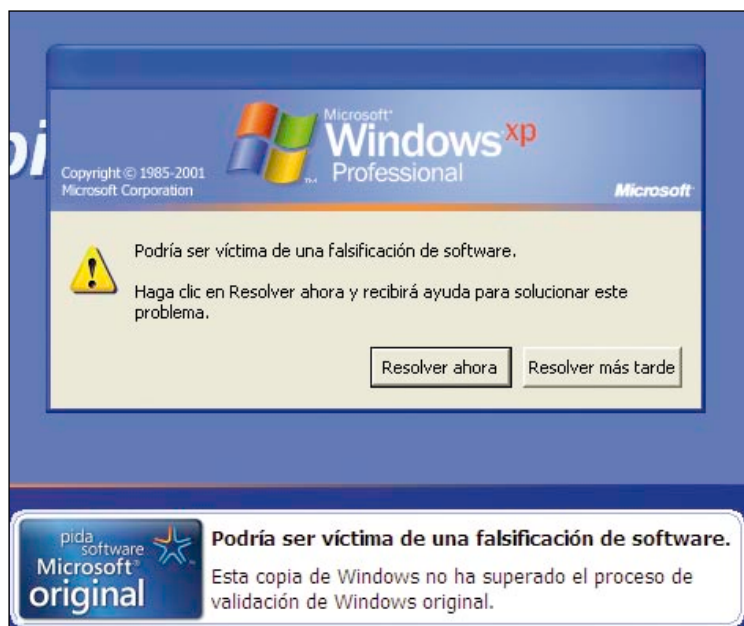 Microsoft®
Windows xp
Professional
Copyright © 1985-2001
Microsoft Corporation
Microsoft
Podría ser víctima de una falsificación de software.
Haga clic en Resolver ahora y recibirá ayuda para solucionar este
problema.
Resolver ahora
Resolver más tarde
pida
software
Microsoft®
original
Podría ser víctima de una falsificación de software.
Esta copia de Windows no ha superado el proceso de
validación de Windows original.